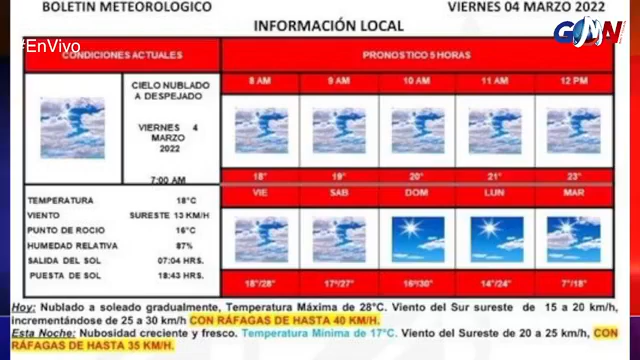 BOLETIN METEOROLOGICO
VIERNES 04 MARZO 2022
INFORMACIÓN LOCAL
GNN
#EnVivo
CONDICIONES ACTUALES
PRONOSTICO 5 HORAS
CIELO NUBLADO
A DESPEJADO
VIERNES 4
MARZO
2022
7:00 AM
8 AM 9 AM 10 AM 11 AM 12 PM
18° 19° 20° 21° 23°
TEMPERATURA 18°C
VIENTO SURESTE 13 KM/H
PUNTO DE ROCIO 16°C
HUMEDAD RELATIVA 87%
SALIDA DEL SOL 07:04 HRS.
PUESTA DE SOL 18:43 HRS.
VIE SAB DOM LUN MAR
18°/28° 17°/27° 16°/30° 14°/24° 7°/18°
Hoy: Nublado a soleado gradualmente, Temperatura Máxima de 28°C. Viento del Sur sureste de 15 a 20 km/h,
incrementándose de 25 a 30 km/h CON RÁFAGAS DE HASTA 40 KM/H.
Esta Noche: Nubosidad creciente y fresco. Temperatura Mínima de 17°C. Viento del Sureste de 20 a 25 km/h, CON
RÁFAGAS DE HASTA 35 KM/H.